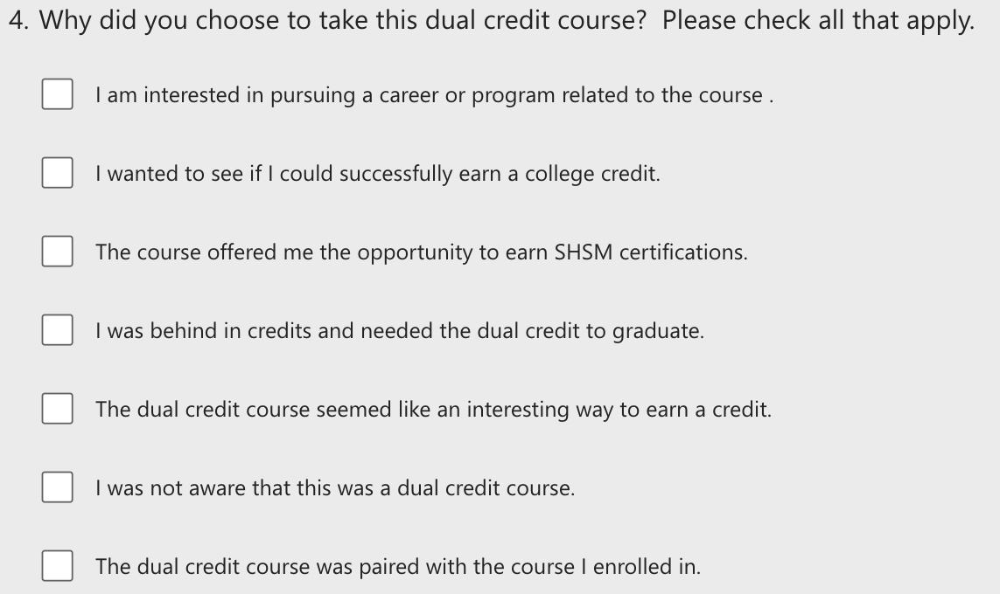 4. Why did you choose to take this dual credit course?  Please check all that apply.
I am interested in pursuing a career or program related to the course .
I wanted to see if I could successfully earn a college credit.
The course offered me the opportunity to earn SHSM certifications.
I was behind in credits and needed the dual credit to graduate.
The dual credit course seemed like an interesting way to earn a credit.
I was not aware that this was a dual credit course.
The dual credit course was paired with the course I enrolled in.